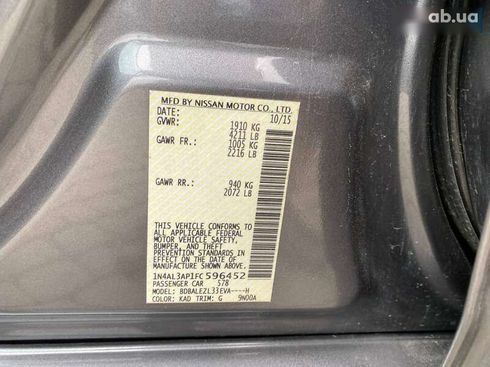 ab.ua
MFD BY NISSAN MOTOR CO., LTD.
DATE: 10/15
GVWR: 1910 KG
4211 LB
GAWR FR.: 1005 KG
2216 LB
GAWR RR.: 940 KG
2072 LB
THIS VEHICLE CONFORMS TO
ALL APPLICABLE FEDERAL
MOTOR VEHICLE SAFETY,
BUMPER, AND THEFT
PREVENTION STANDARDS
IN EFFECT ON THE DATE OF
MANUFACTURE SHOWN ABOVE.
1N4AL3AP1FC596452
PASSENGER CAR 578
MODEL: BDBALEZL33EVA----H
COLOR: KAD TRIM: G 9N00A